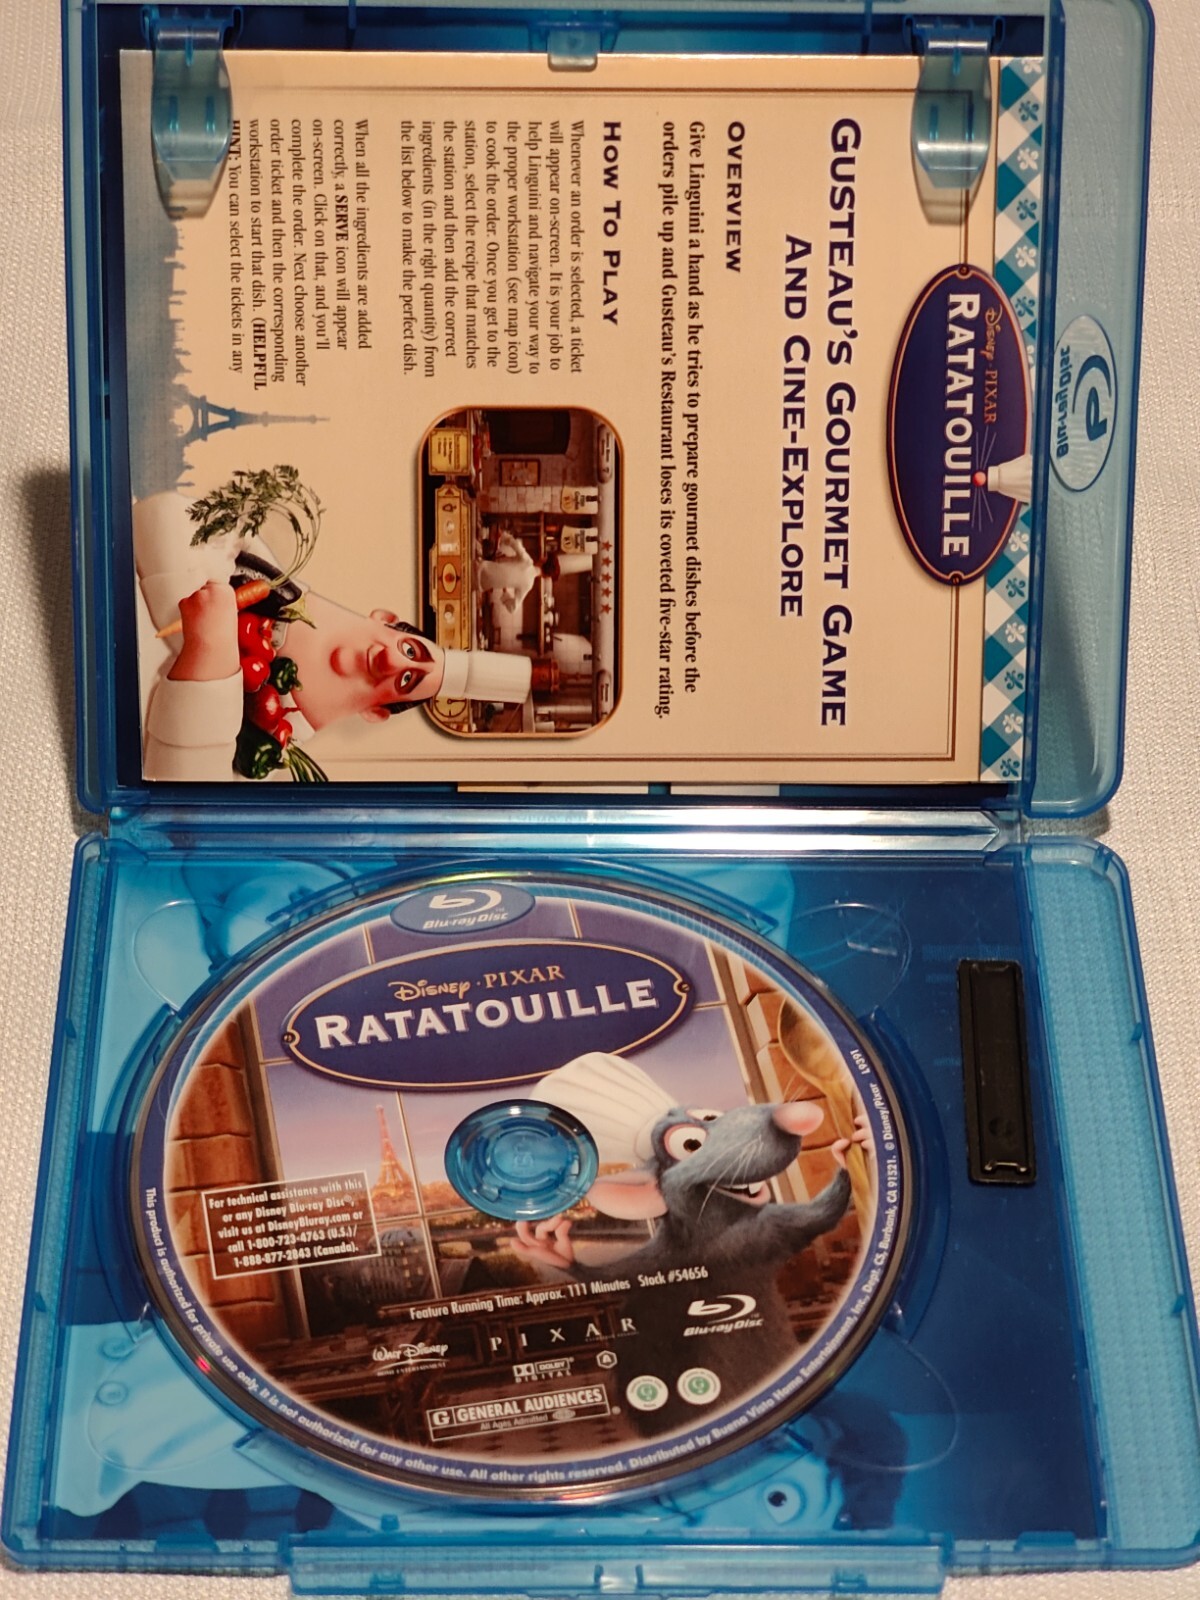 DISNEY · PIXAR
RATATOUILLE
GUSTEAU'S GOURMET GAME
AND CINE-EXPLORE
OVERVIEW
Give Linguini a hand as he tries to prepare gourmet dishes before the
orders pile up and Gusteau's Restaurant loses its coveted five-star rating.
HOW TO PLAY
Whenever an order is selected, a ticket
will appear on-screen. It is your job to
help Linguini and navigate your way to
the proper workstation (see map icon)
to cook the order. Once you get to the
station, select the recipe that matches
the station and then add the correct
ingredients (in the right quantity) from
the list below to make the perfect dish.
When all the ingredients are added
correctly, a SERVE icon will appear
on-screen. Click on that, and you'll
complete the order. Next choose another
order ticket and then the corresponding
workstation to start that dish. (HELPFUL
HINT: You can select the tickets in any
Blu-ray Disc
Blu-ray Disc
DISNEY · PIXAR
RATATOUILLE
For technical assistance with this
or any Disney Blu-ray Disc,
visit us at DisneyBluray.com or
call 1-800-723-4763 (U.S.)/
1-888-877-2843 (Canada).
Feature Running Time: Approx. 111 Minutes Stock #54656
WALT DISNEY
HOME ENTERTAINMENT
PIXAR
Blu-ray Disc
DOLBY
DIGITAL
A
G GENERAL AUDIENCES
All Ages Admitted
This product is authorized for private use only. It is not authorized for any other use. All other rights reserved. Distributed by Buena Vista Home Entertainment, Inc., Dept. CS, Burbank, CA 91521. © Disney/Pixar L9391